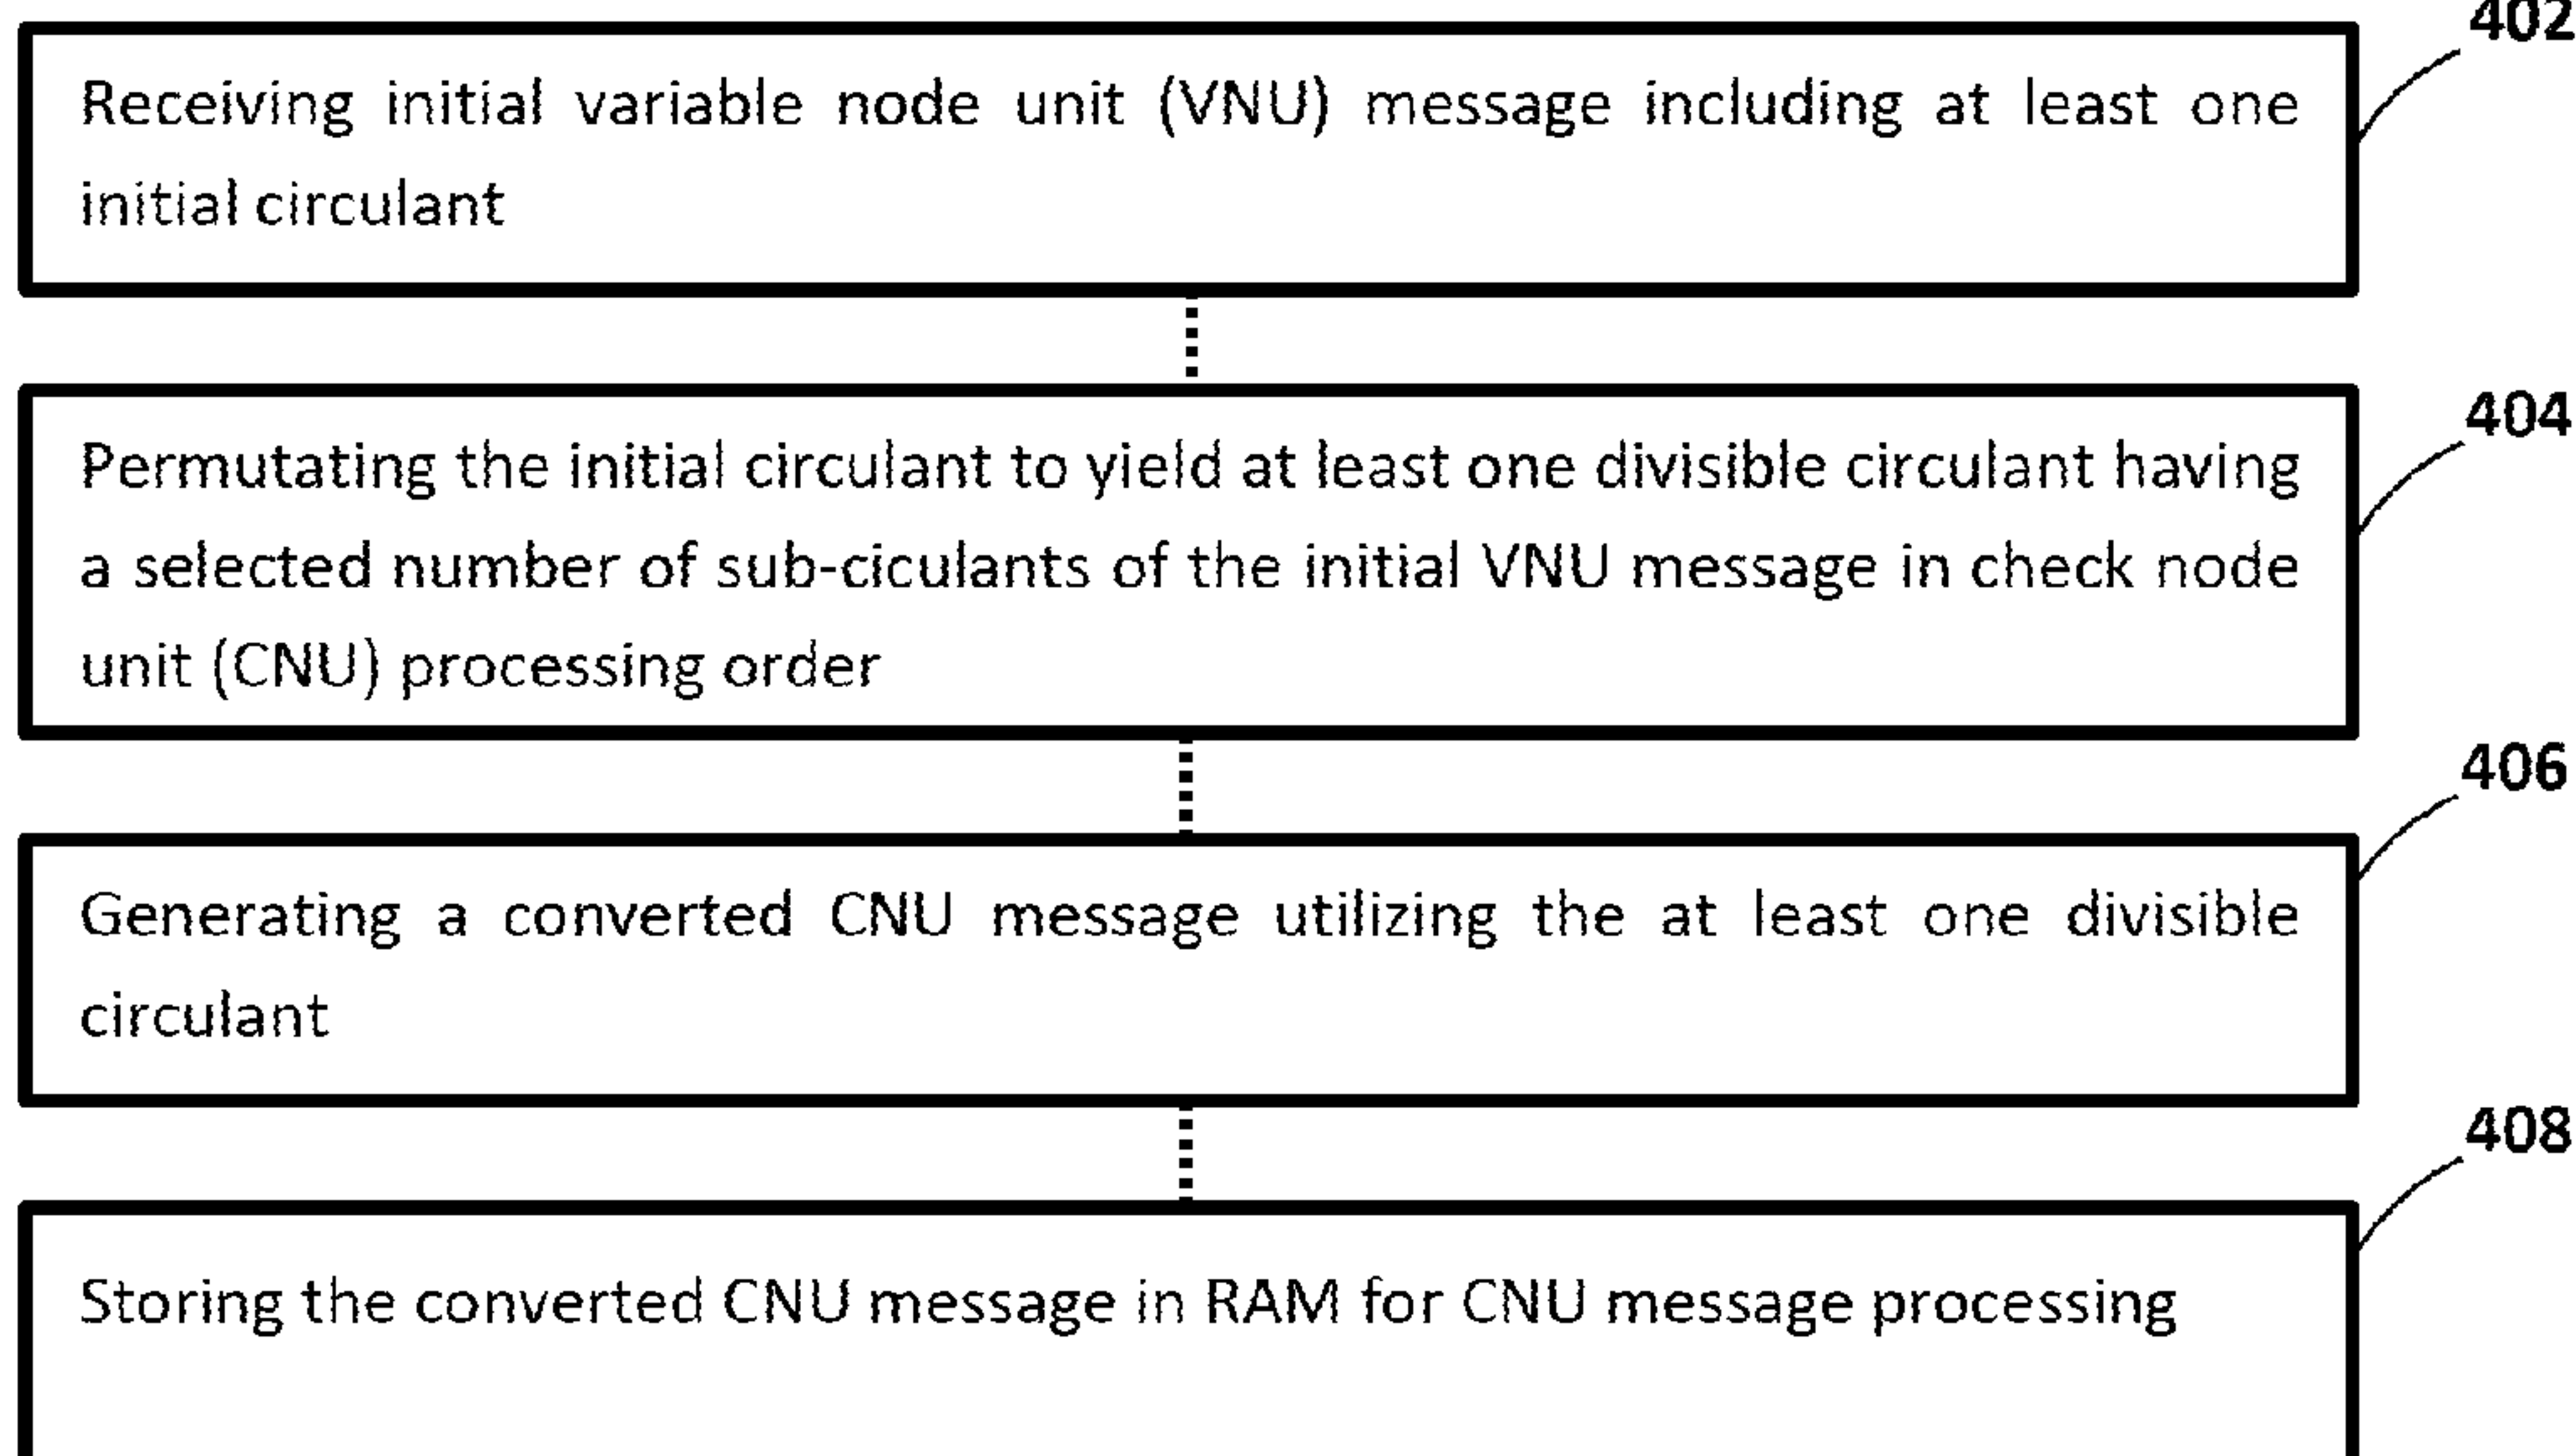 402
Receiving initial variable node unit (VNU) message including at least one
initial circulant
404
Permutating the initial circulant to yield at least one divisible circulant having
a selected number of sub-ciculants of the initial VNU message in check node
unit (CNU) processing order
406
Generating a converted CNU message utilizing the at least one divisible
circulant
408
Storing the converted CNU message in RAM for CNU message processing